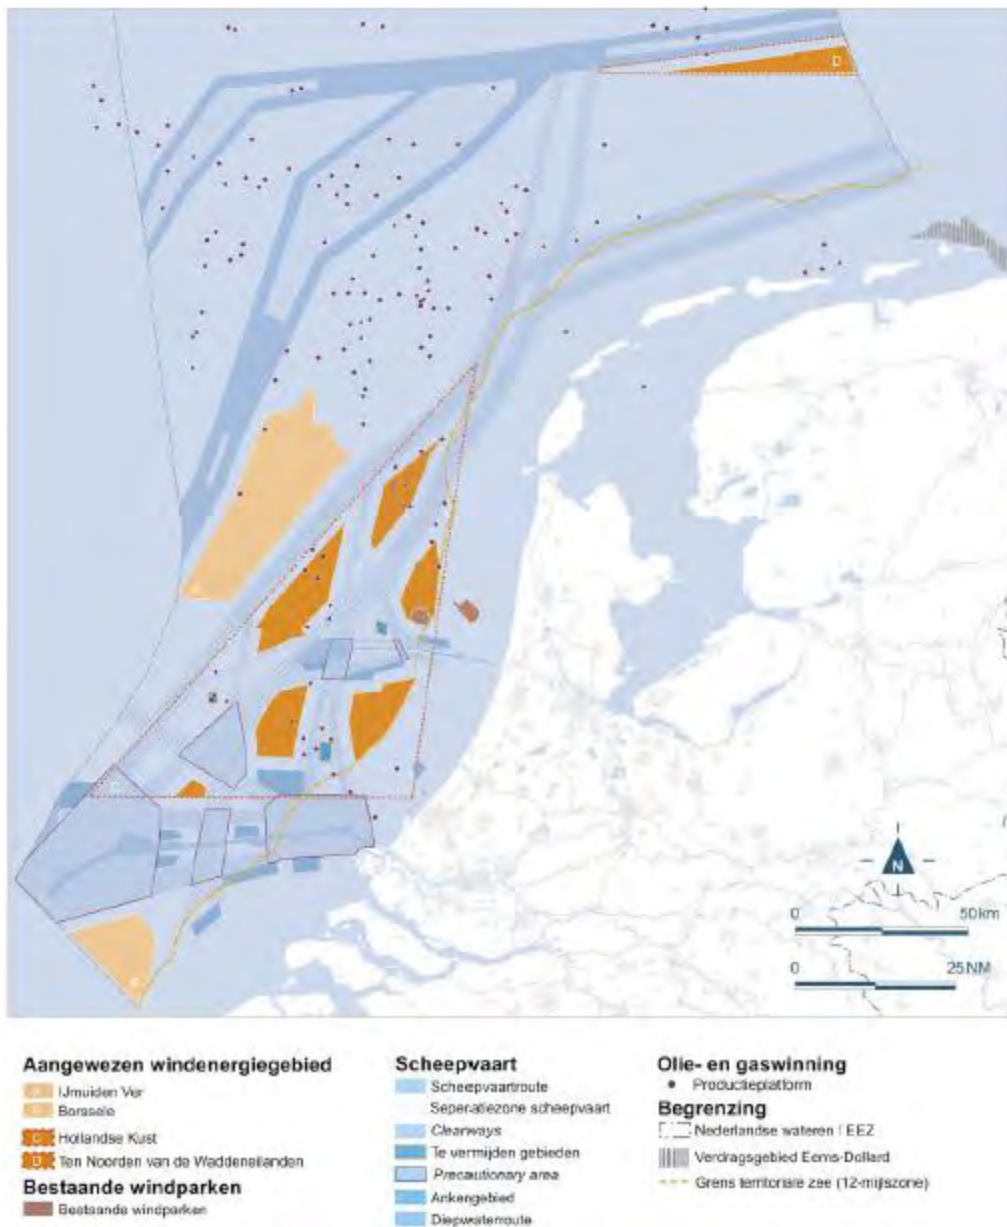 D
C
N
0 50km
0 25NM
Aangewezen windenergiegebied
IJmuiden Ver
Borssele
C Hollandse Kust
D Ten Noorden van de Waddeneilanden
Bestaande windparken
Bestaande windparken
Scheepvaart
Scheepvaartroute
Seperatiezone scheepvaart
Clearways
Te vermijden gebieden
Precautionary area
Ankergebied
Diepwaterroute
Olie- en gaswinning
Productieplatform
Begrenzing
Nederlandse wateren / EEZ
Verdragsgebied Eems-Dollard
Grens territoriale zee (12-mijlszone)